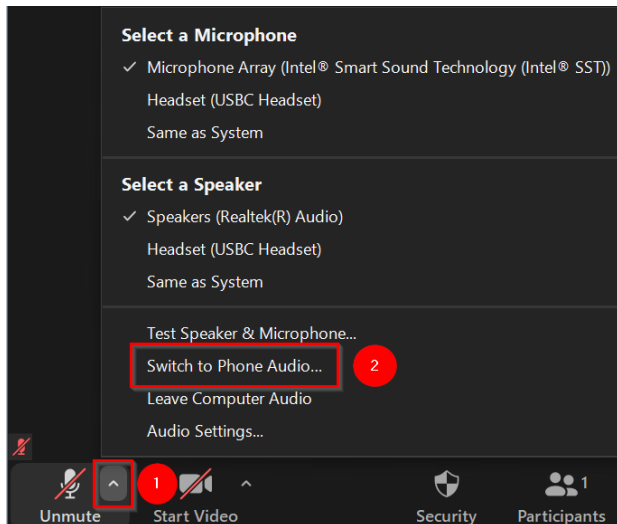 Select a Microphone
✓ Microphone Array (Intel® Smart Sound Technology (Intel® SST))
Headset (USBC Headset)
Same as System
Select a Speaker
✓ Speakers (Realtek(R) Audio)
Headset (USBC Headset)
Same as System
Test Speaker & Microphone...
Switch to Phone Audio... 2
Leave Computer Audio
Audio Settings...
1 1
Unmute Start Video Security Participants